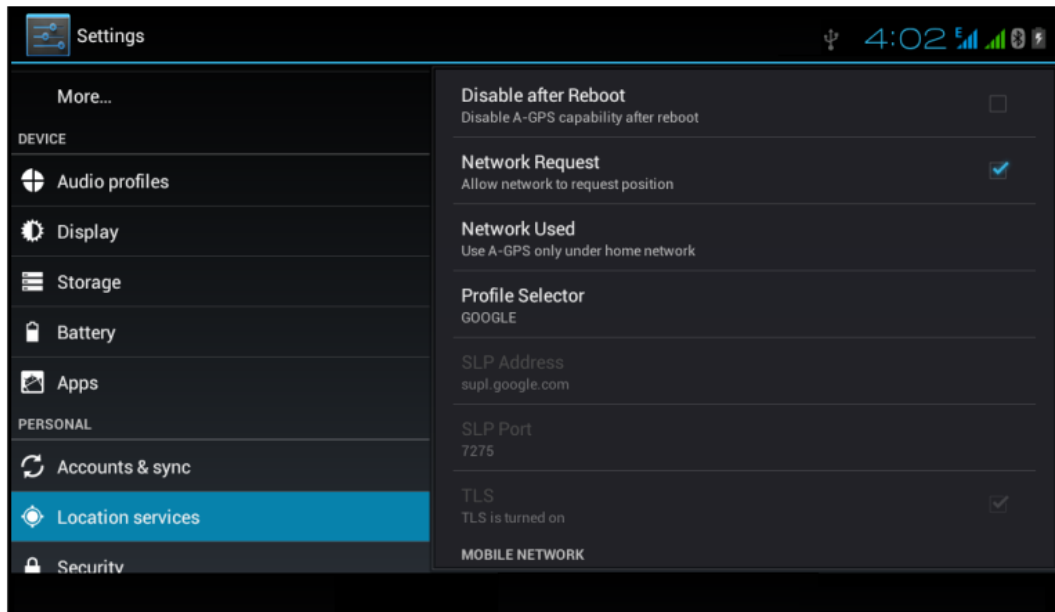 Settings
4:02
E
More...
DEVICE
Audio profiles
Display
Storage
Battery
Apps
PERSONAL
Accounts & sync
Location services
Security
Disable after Reboot
Disable A-GPS capability after reboot
Network Request
Allow network to request position
Network Used
Use A-GPS only under home network
Profile Selector
GOOGLE
SLP Address
supl.google.com
SLP Port
7275
TLS
TLS is turned on
MOBILE NETWORK